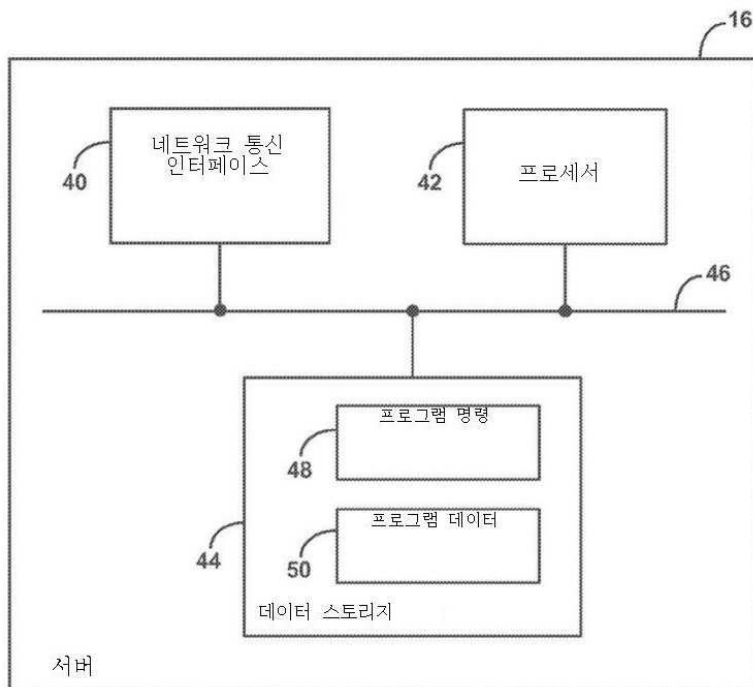 16
네트워크 통신
인터페이스
40
프로세서
42
46
프로그램 명령
48
프로그램 데이터
50
44
데이터 스토리지
서버